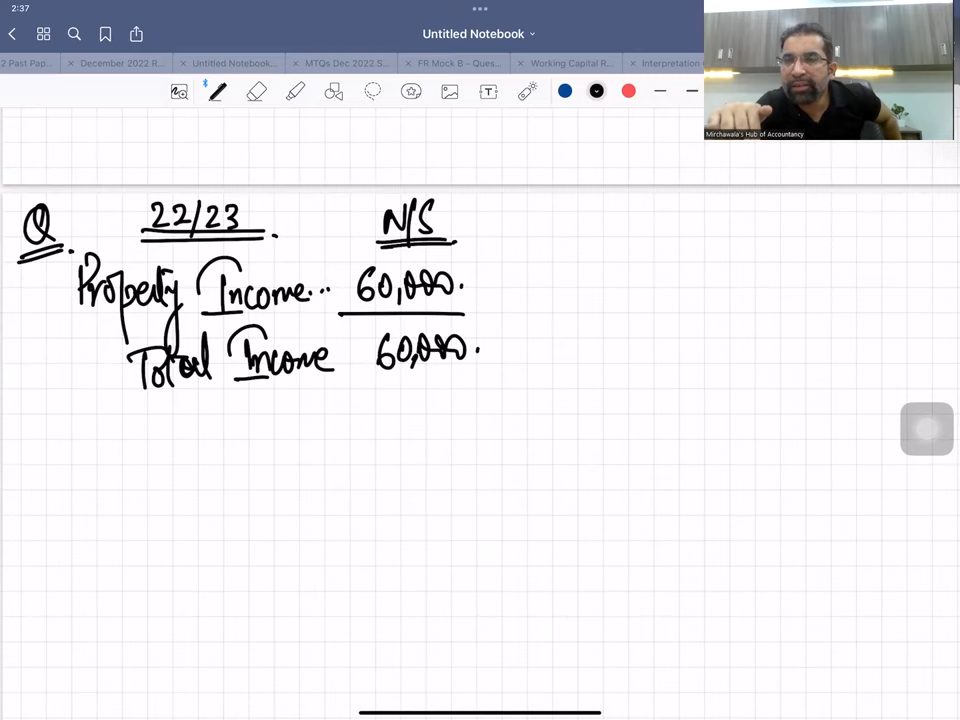 2:37
Untitled Notebook
2 Past Pap...
December 2022 R...
Untitled Notebook...
MTQs Dec 2022 S...
FR Mock B – Ques...
Working Capital R...
Interpretation
Mirchawala's Hub of Accountancy
Q. 22/23. N/S
Property Income... 60,000.
Total Income 60,000.